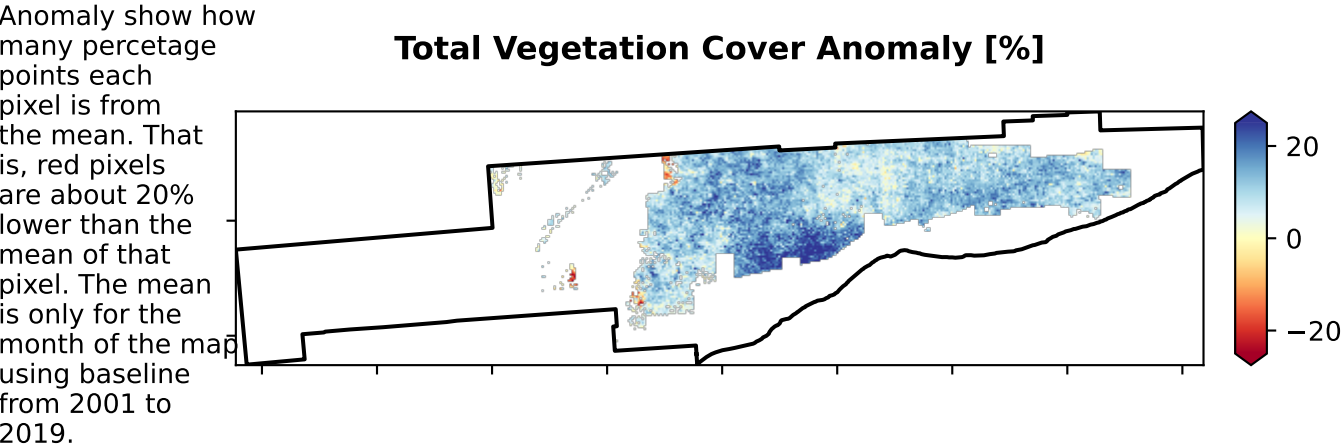 Anomaly show how
many percetage
points each
pixel is from
the mean. That
is, red pixels
are about 20%
lower than the
mean of that
pixel. The mean
is only for the
month of the map
using baseline
from 2001 to
2019.
Total Vegetation Cover Anomaly [%]
20
0
−20